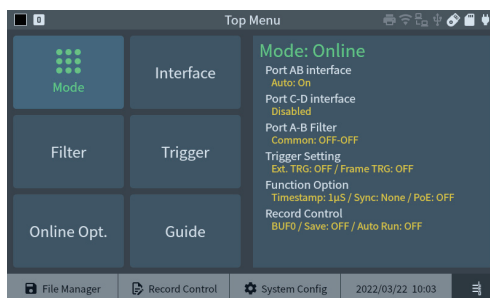 0
Top Menu
Mode
Interface
Filter
Trigger
Online Opt.
Guide
Mode: Online
Port AB interface
Auto: On
Port C-D interface
Disabled
Port A-B Filter
Common: OFF-OFF
Trigger Setting
Ext. TRG: OFF / Frame TRG: OFF
Function Option
Timestamp: 1µS / Sync: None / PoE: OFF
Record Control
BUF0 / Save: OFF / Auto Run: OFF
File Manager
Record Control
System Config
2022/03/22 10:03